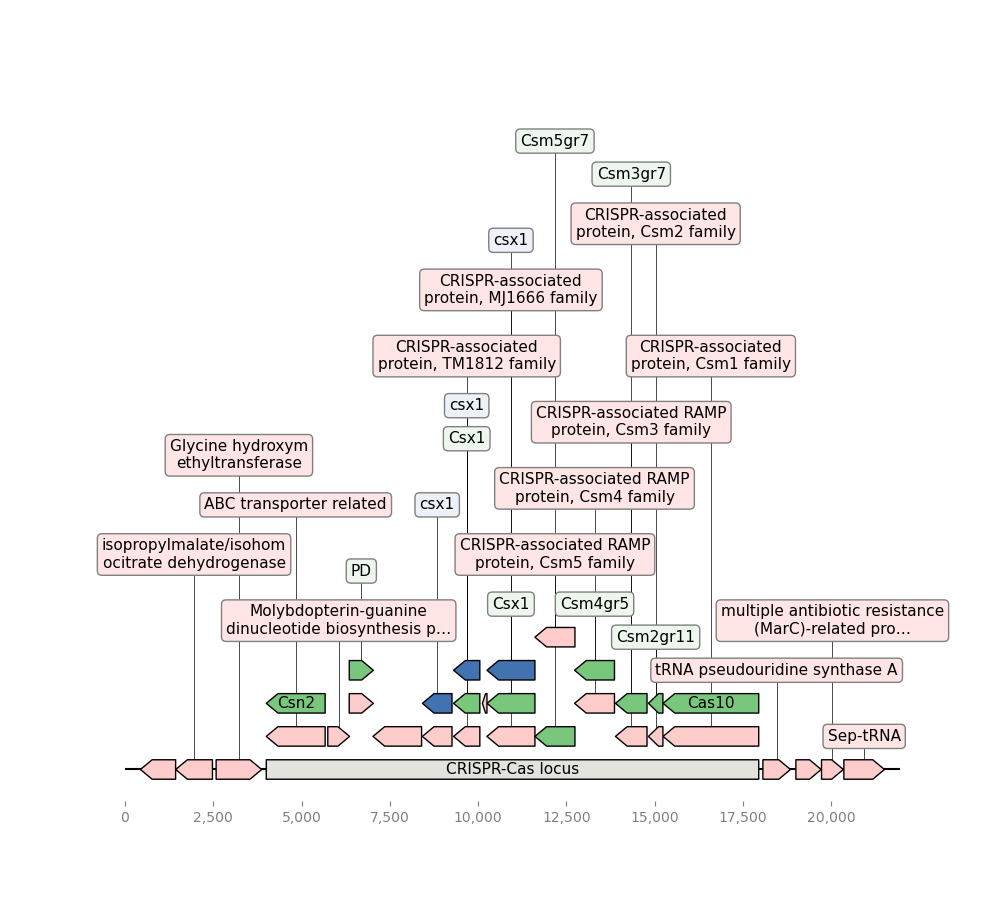 Csm5gr7
Csm3gr7
CRISPR-associated
protein, Csm2 family
csx1
CRISPR-associated
protein, MJ1666 family
CRISPR-associated
protein, TM1812 family
CRISPR-associated
protein, Csm1 family
csx1
CRISPR-associated RAMP
protein, Csm3 family
Csx1
Glycine hydroxym
ethyltransferase
CRISPR-associated RAMP
protein, Csm4 family
ABC transporter related
csx1
isopropylmalate/isohom
ocitrate dehydrogenase
CRISPR-associated RAMP
protein, Csm5 family
PD
Csx1
Csm4gr5
Molybdopterin-guanine
dinucleotide biosynthesis p...
multiple antibiotic resistance
(MarC)-related pro...
Csm2gr11
tRNA pseudouridine synthase A
Csn2
Cas10
Sep-tRNA
CRISPR-Cas locus
0
2,500
5,000
7,500
10,000
12,500
15,000
17,500
20,000